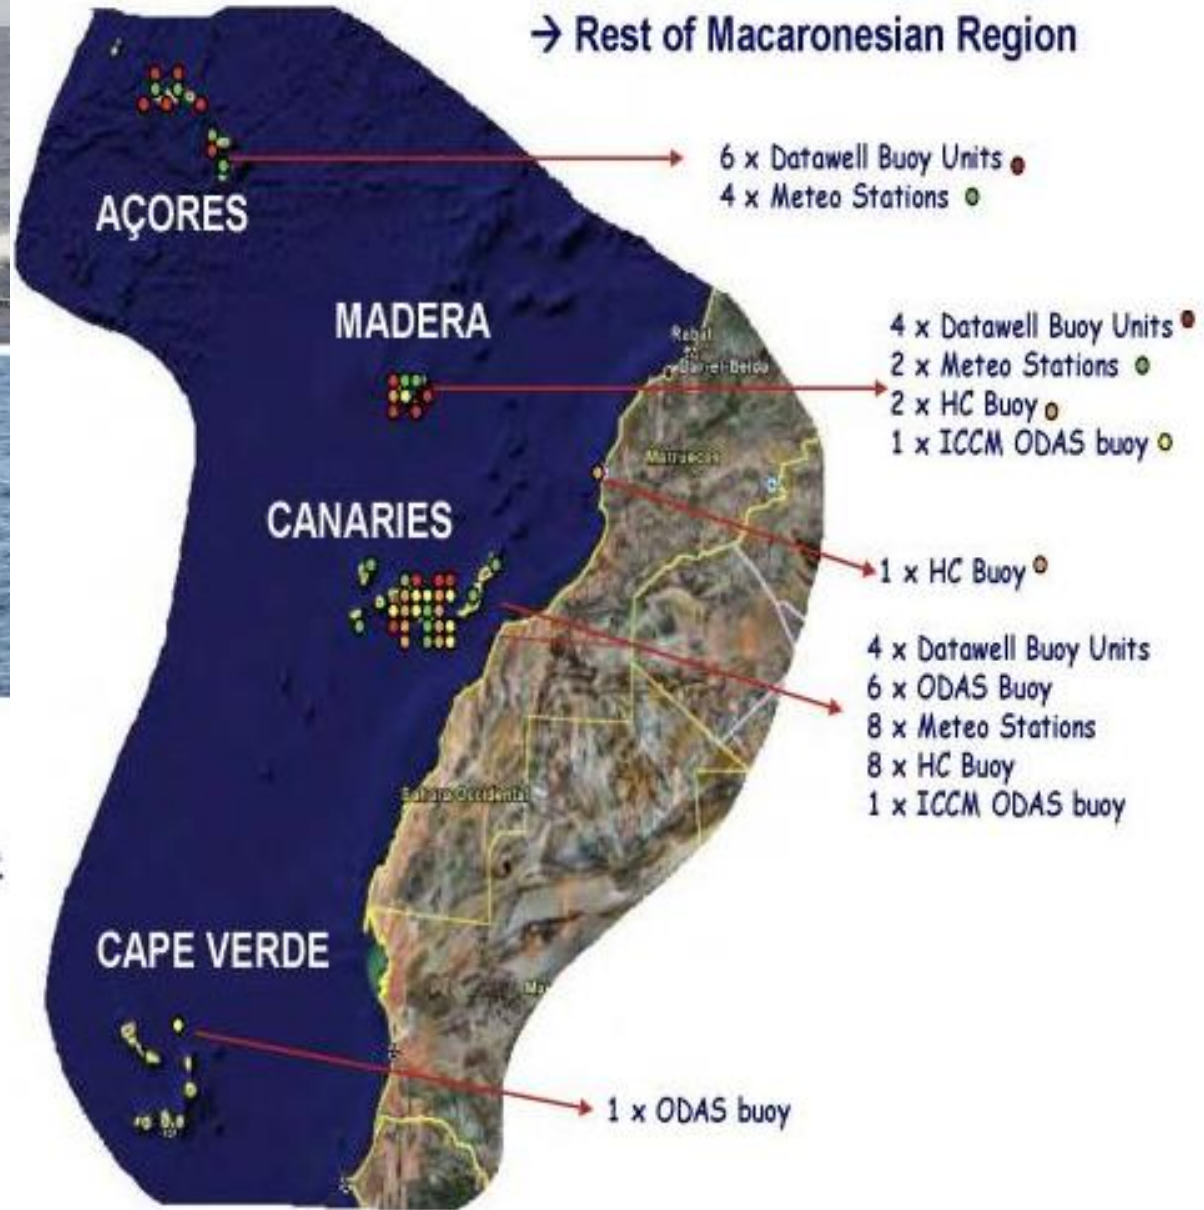 → Rest of Macaronesian Region
6 x Datawell Buoy Units
4 x Meteo Stations
AÇORES
MADERA
4 x Datawell Buoy Units
2 x Meteo Stations
2 x HC Buoy
1 x ICCM ODAS buoy
Rabat
Dar-el-Beida
Marruecos
CANARIES
1 x HC Buoy
4 x Datawell Buoy Units
6 x ODAS Buoy
8 x Meteo Stations
8 x HC Buoy
1 x ICCM ODAS buoy
Sahara Occidental
CAPE VERDE
1 x ODAS buoy